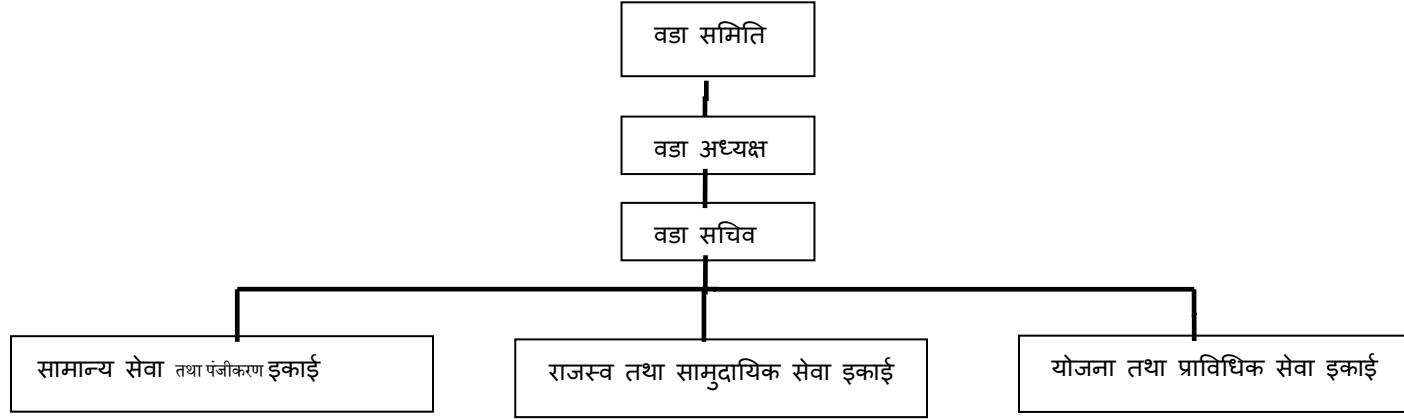 वडा समिति
वडा अध्यक्ष
वडा सचिव
सामान्य सेवा तथा पंजीकरण इकाई
राजस्व तथा सामुदायिक सेवा इकाई
योजना तथा प्राविधिक सेवा इकाई